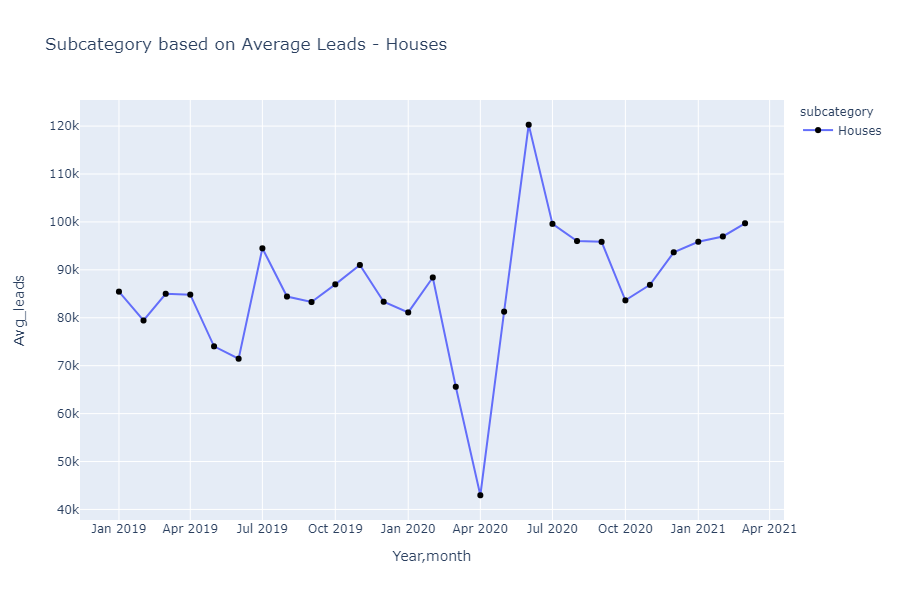 Subcategory based on Average Leads - Houses
subcategory
Houses
120k
110k
100k
90k
80k
70k
60k
50k
40k
Avg_leads
Jan 2019 Apr 2019 Jul 2019 Oct 2019 Jan 2020 Apr 2020 Jul 2020 Oct 2020 Jan 2021 Apr 2021
Year,month